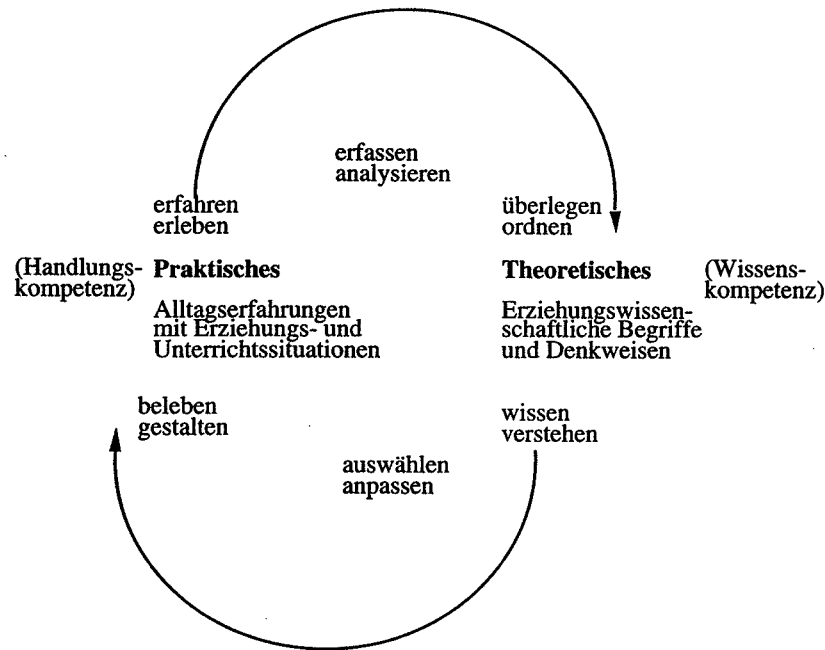 erfassen
analysieren
erfahren
erleben
überlegen
ordnen
(Handlungs-
kompetenz)
Praktisches
Theoretisches
(Wissens-
kompetenz)
Alltagserfahrungen
mit Erziehungs- und
Unterrichtssituationen
Erziehungswissen-
schaftliche Begriffe
und Denkweisen
beleben
gestalten
wissen
verstehen
auswählen
anpassen